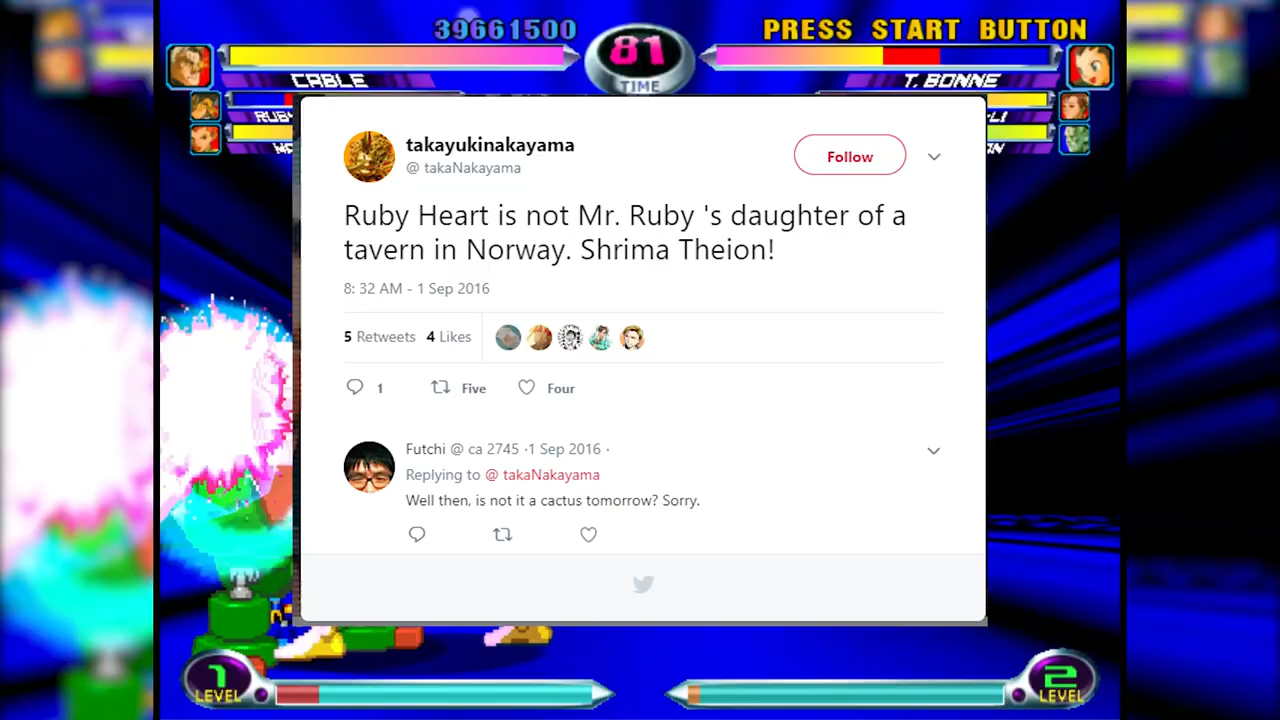 39661500
PRESS START BUTTON
81
TIME
CABLE
T. BONNE
takayukinakayama
@ takaNakayama
Follow
Ruby Heart is not Mr. Ruby 's daughter of a
tavern in Norway. Shrima Theion!
8: 32 AM - 1 Sep 2016
5 Retweets 4 Likes
1 Five Four
Futchi @ ca 2745 ·1 Sep 2016 ·
Replying to @ takaNakayama
Well then, is not it a cactus tomorrow? Sorry.
1
LEVEL
2
LEVEL